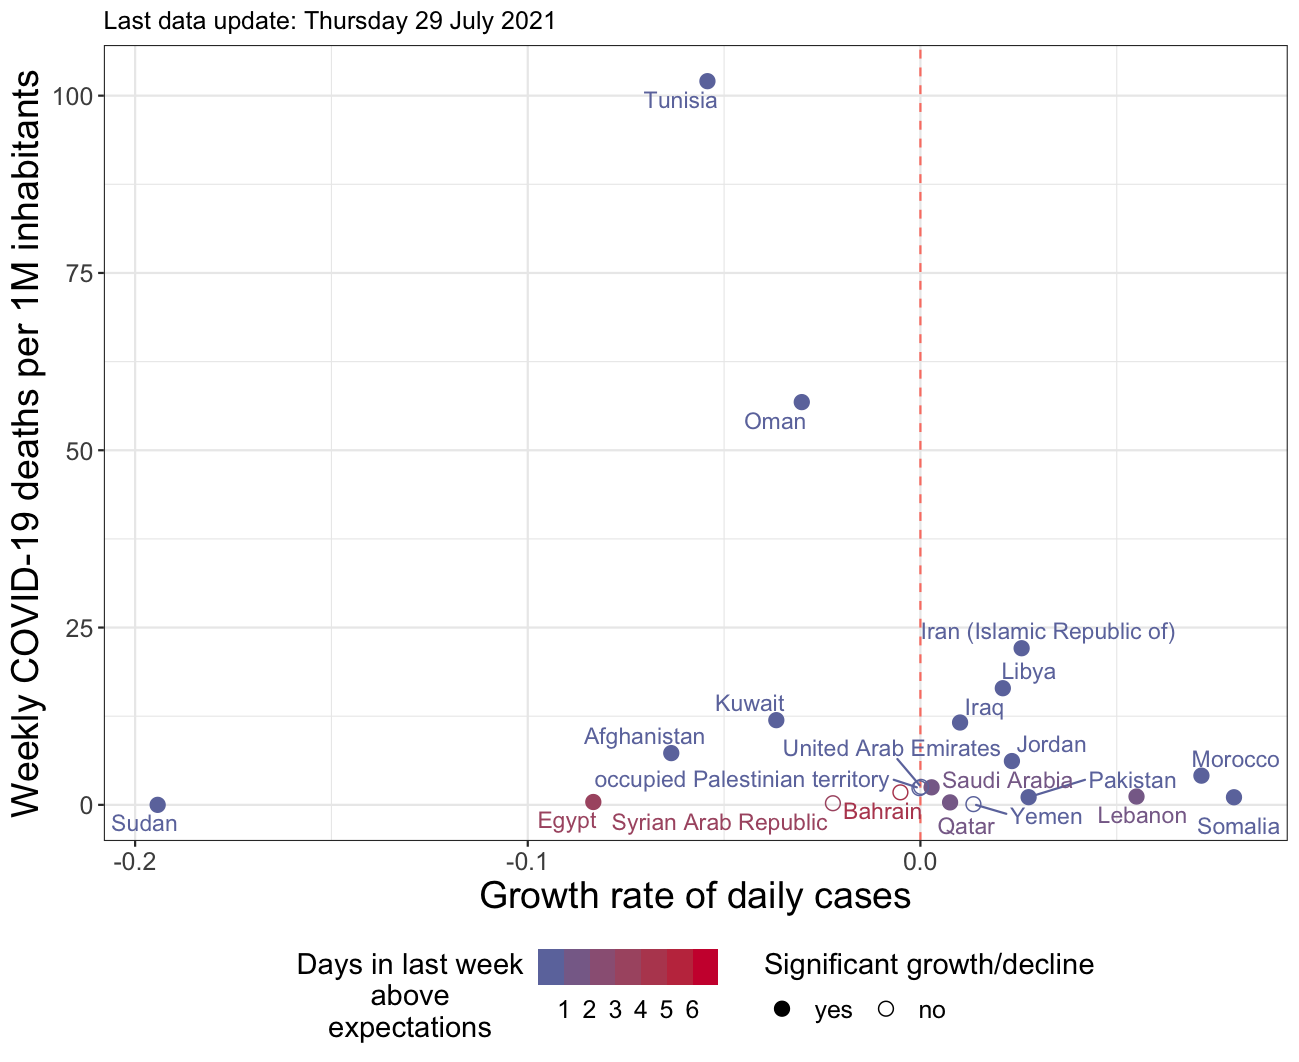 Last data update: Thursday 29 July 2021
Weekly COVID-19 deaths per 1M inhabitants
100
75
50
25
0
Tunisia
Oman
Iran (Islamic Republic of)
Libya
Kuwait
Iraq
Afghanistan
United Arab Emirates
Jordan
Morocco
occupied Palestinian territory
Saudi Arabia
Pakistan
Sudan
Egypt
Syrian Arab Republic
Bahrain
Qatar
Yemen
Lebanon
Somalia
-0.2
-0.1
0.0
Growth rate of daily cases
Days in last week
above
expectations
1 2 3 4 5 6
Significant growth/decline
yes
no